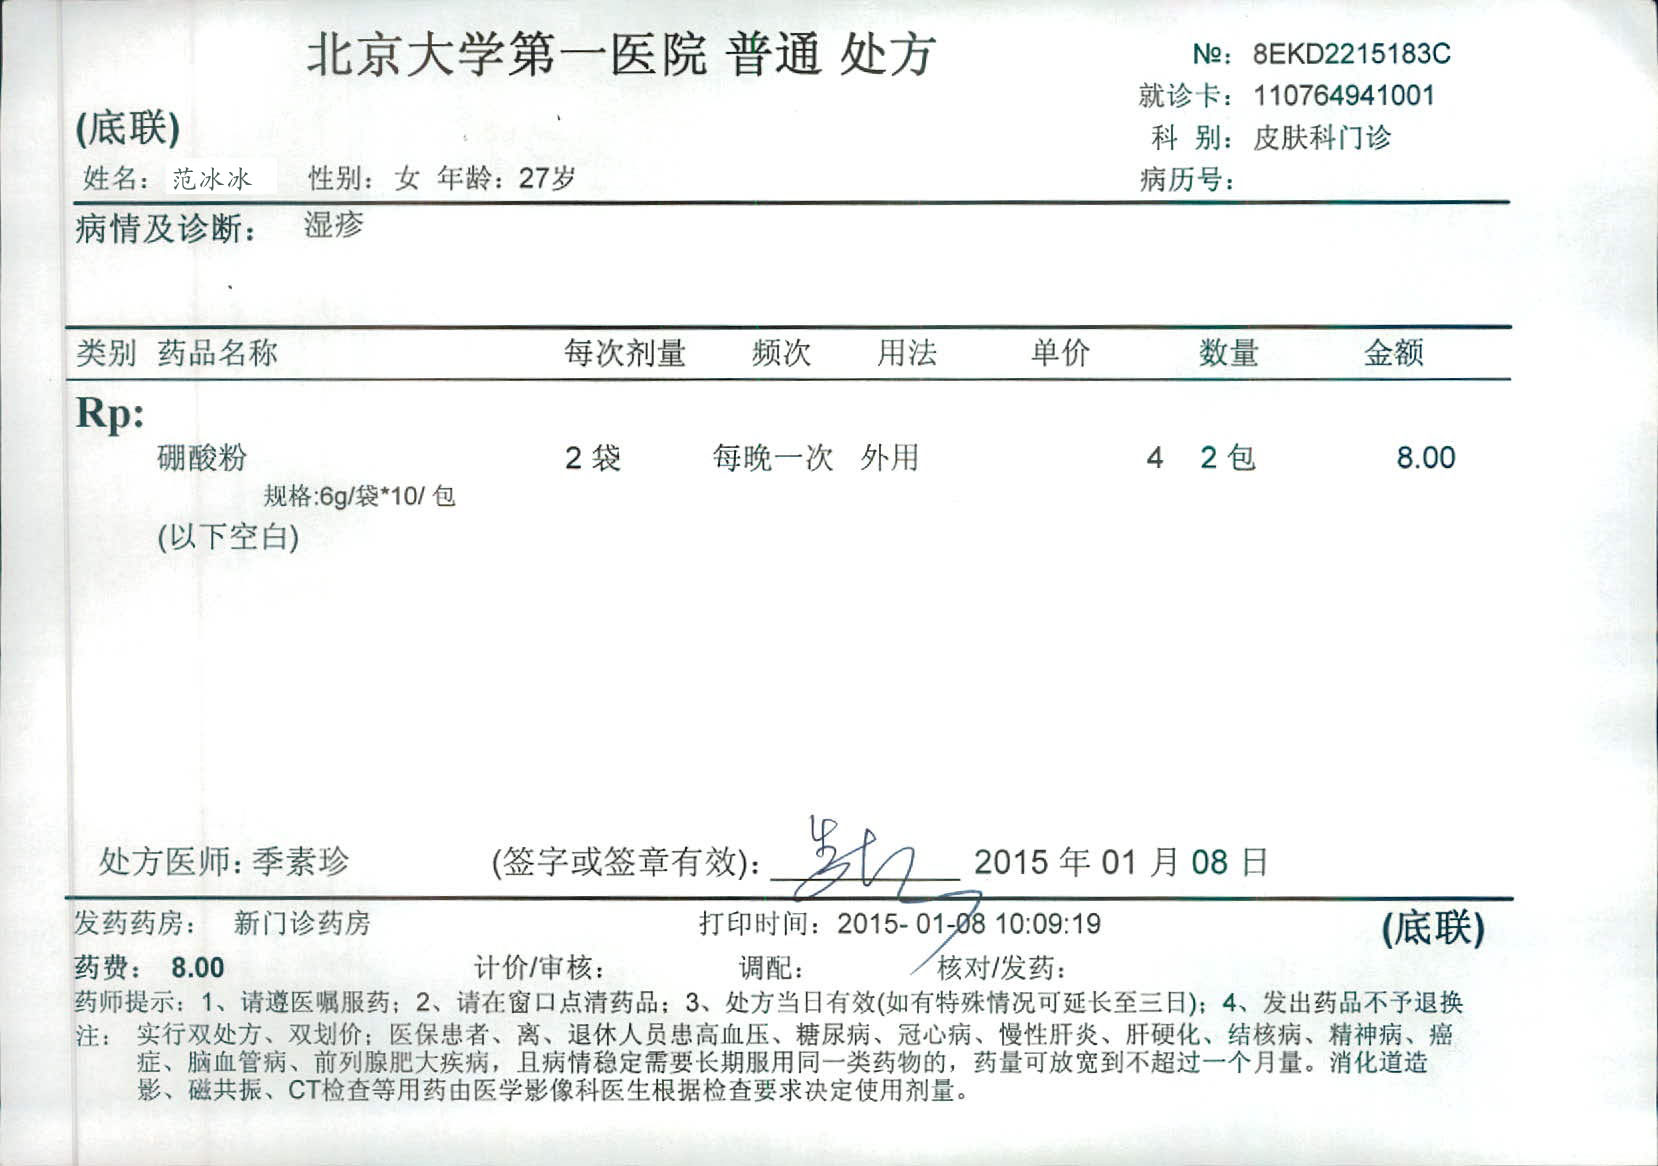 北京大学第一医院 普通 处方
№： 8EKD2215183C
就诊卡： 110764941001
(底联)
科 别： 皮肤科门诊
姓名： 范冰冰 性别： 女 年龄： 27岁
病历号：
病情及诊断： 湿疹
类别 药品名称 每次剂量 频次 用法 单价 数量 金额
Rp:
硼酸粉 2 袋 每晚一次 外用 4 2 包 8.00
规格:6g/袋*10/ 包
(以下空白)
处方医师: 季素珍 (签字或签章有效): 2015 年 01 月 08 日
发药药房： 新门诊药房 打印时间： 2015- 01-08 10:09:19 (底联)
药费： 8.00 计价/审核： 调配： 核对/发药：
药师提示：1、请遵医嘱服药；2、请在窗口点清药品；3、处方当日有效(如有特殊情况可延长至三日)；4、发出药品不予退换
注： 实行双处方、双划价；医保患者、离、退休人员患高血压、糖尿病、冠心病、慢性肝炎、肝硬化、结核病、精神病、癌
症、脑血管病、前列腺肥大疾病，且病情稳定需要长期服用同一类药物的，药量可放宽到不超过一个月量。消化道造
影、磁共振、CT检查等用药由医学影像科医生根据检查要求决定使用剂量。